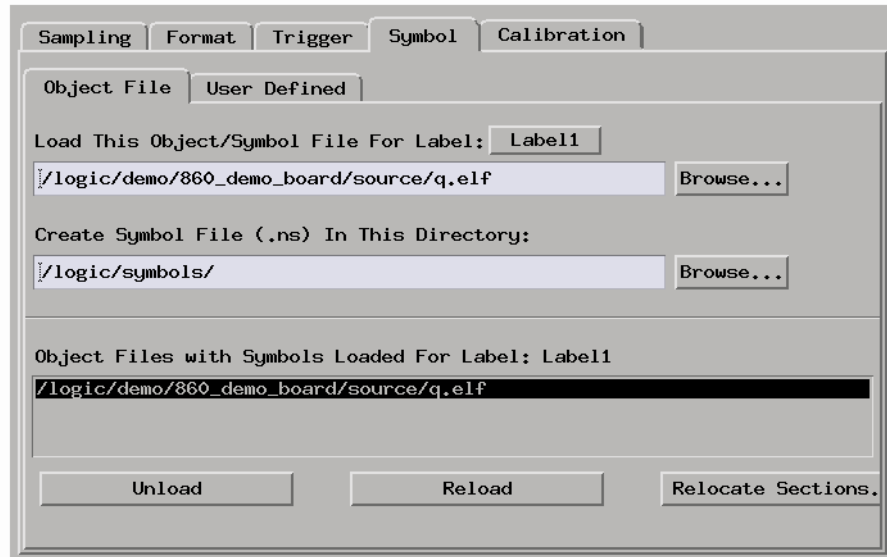 Sampling Format Trigger Symbol Calibration
Object File User Defined
Load This Object/Symbol File For Label: Label1
/logic/demo/860_demo_board/source/q.elf Browse...
Create Symbol File (.ns) In This Directory:
/logic/symbols/ Browse...
Object Files with Symbols Loaded For Label: Label1
/logic/demo/860_demo_board/source/q.elf
Unload Reload Relocate Sections.